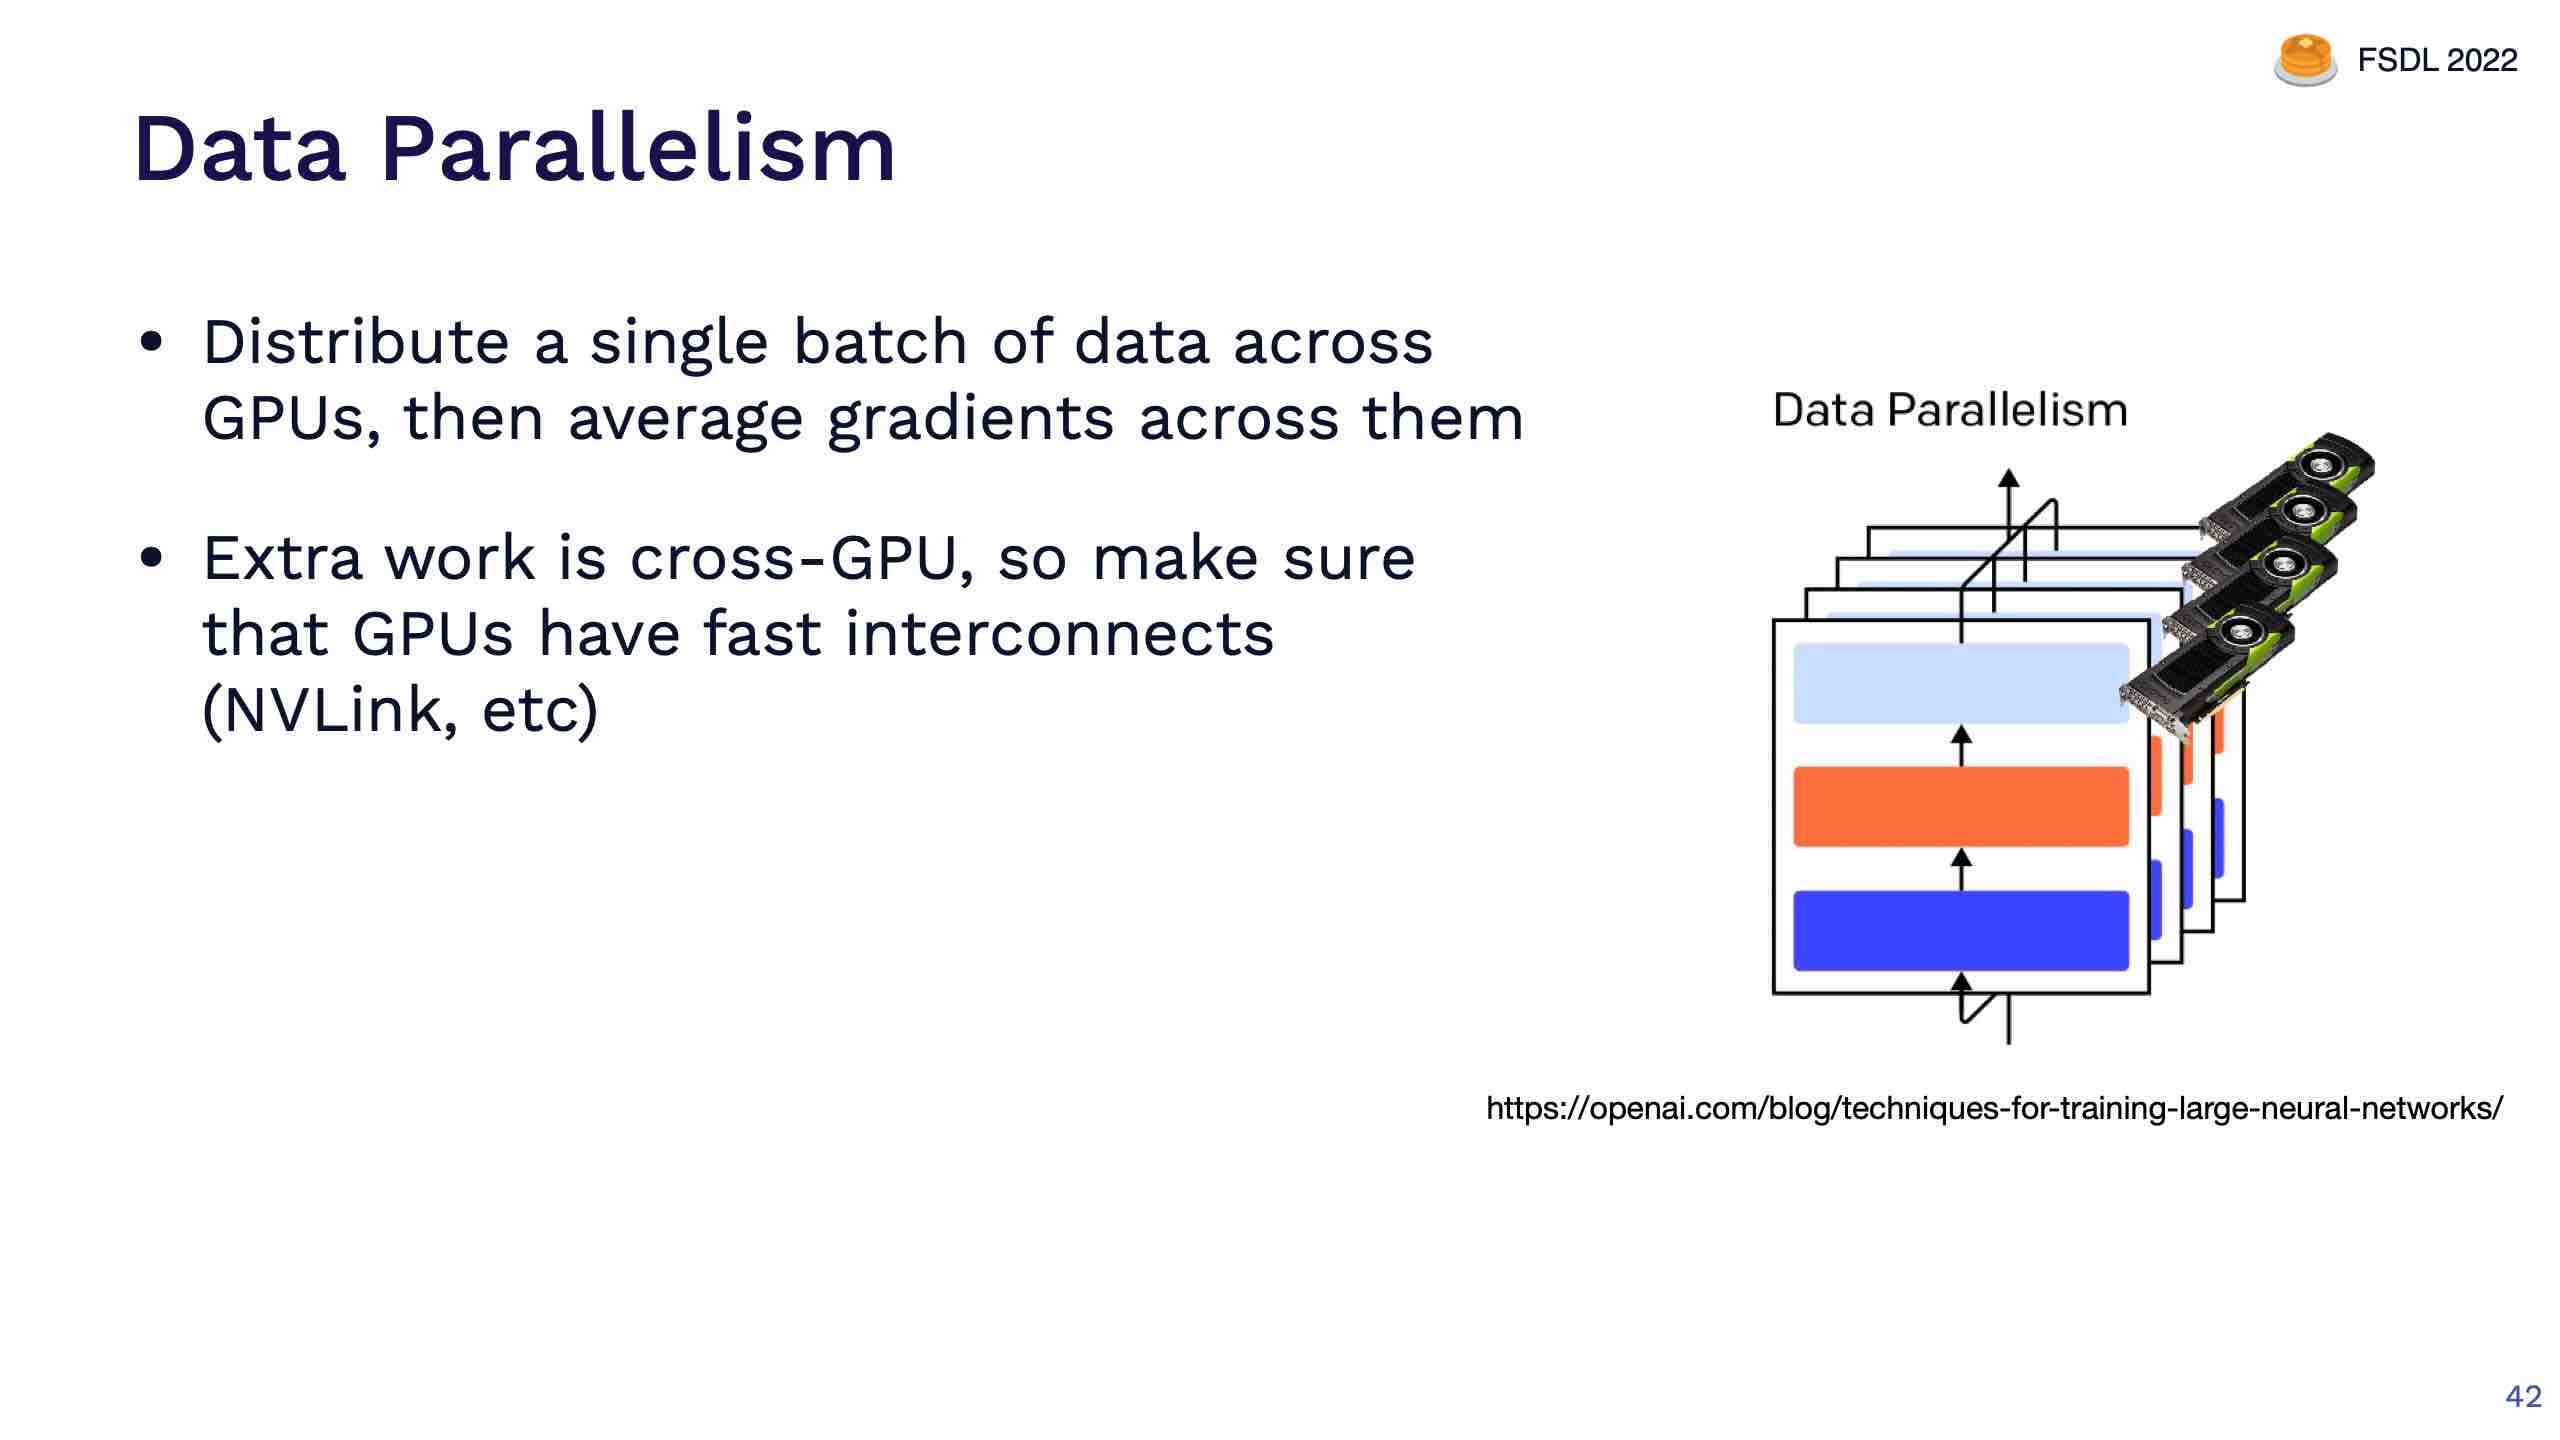 FSDL 2022
Data Parallelism
• Distribute a single batch of data across
GPUs, then average gradients across them
• Extra work is cross-GPU, so make sure
that GPUs have fast interconnects
(NVLink, etc)
Data Parallelism
https://openai.com/blog/techniques-for-training-large-neural-networks/
42